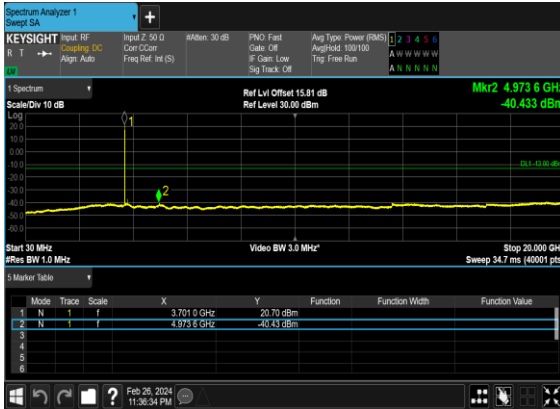 Spectrum Analyzer 1
Swept SA
KEYSIGHT Input: RF Input Z: 50 Ω #Atten: 30 dB PNO: Fast Avg Type: Power (RMS) 1 2 3 4 5 6
R T Coupling: DC Corr CCorr Gate: Off Avg|Hold: 100/100 A W W W W W
Align: Auto Freq Ref: Int (S) IF Gain: Low Trig: Free Run
Sig Track: Off A N N N N N
1 Spectrum Ref Lvl Offset 15.81 dB Mkr2 4.973 6 GHz
Scale/Div 10 dB Ref Level 30.00 dBm -40.433 dBm
Log
20.0
10.0
0.00
-10.0
DL1 -13.00 dBm
-20.0
-30.0
-40.0
-50.0
-60.0
1
2
Start 30 MHz Video BW 3.0 MHz* Stop 20.000 GHz
#Res BW 1.0 MHz Sweep 34.7 ms (40001 pts)
5 Marker Table
Mode Trace Scale X Y Function Function Width Function Value
1 N 1 f 3.701 0 GHz 20.70 dBm
2 N 1 f 4.973 6 GHz -40.43 dBm
3
4
5
6
Feb 26, 2024
11:36:34 PM